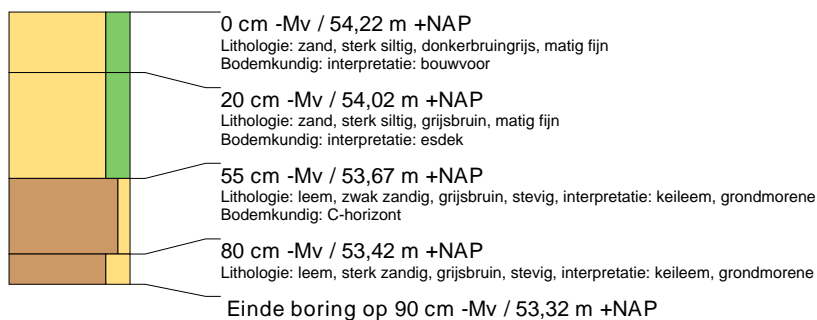 0 cm -Mv / 54,22 m +NAP
Lithologie: zand, sterk siltig, donkerbruingrijs, matig fijn
Bodemkundig: interpretatie: bouwvoor
20 cm -Mv / 54,02 m +NAP
Lithologie: zand, sterk siltig, grijsbruin, matig fijn
Bodemkundig: interpretatie: esdek
55 cm -Mv / 53,67 m +NAP
Lithologie: leem, zwak zandig, grijsbruin, stevig, interpretatie: keileem, grondmorene
Bodemkundig: C-horizont
80 cm -Mv / 53,42 m +NAP
Lithologie: leem, sterk zandig, grijsbruin, stevig, interpretatie: keileem, grondmorene
Einde boring op 90 cm -Mv / 53,32 m +NAP